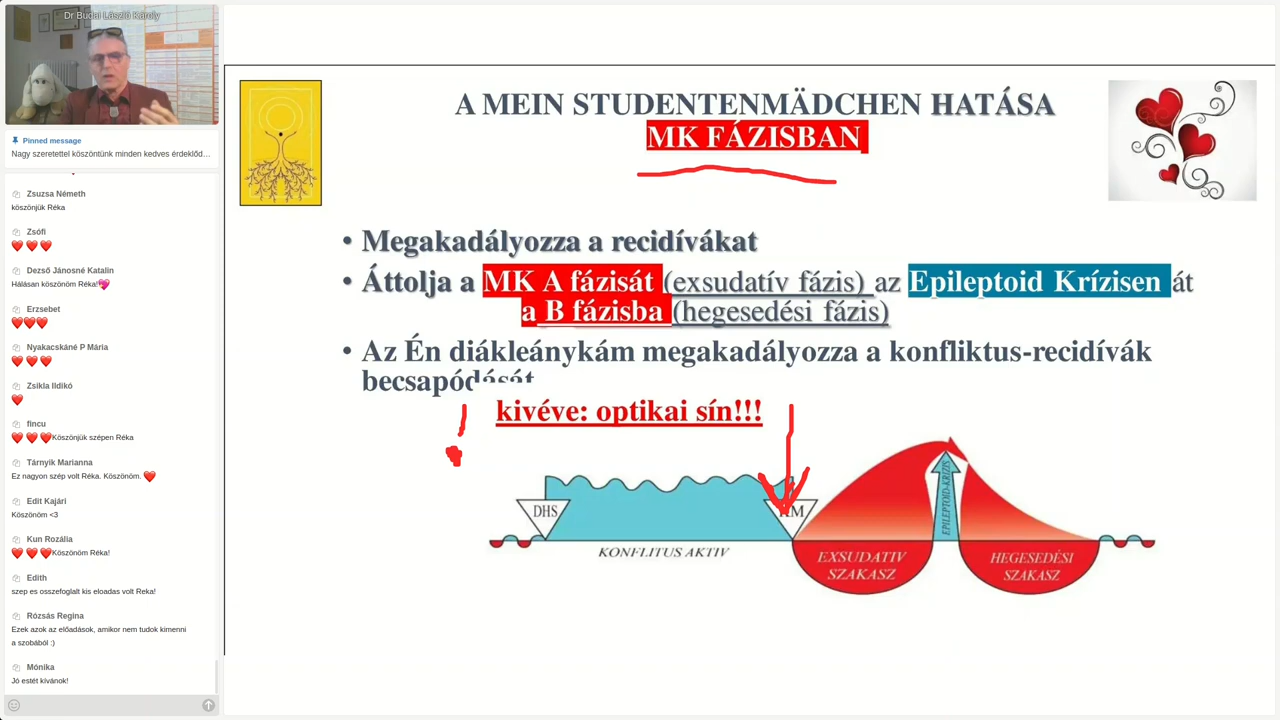 Dr Budai László Károly
Pinned message
Nagy szeretettel köszöntünk minden kedves érdeklőd…
Zsuzsa Németh
köszönjük Réka
Zsófi
Dezső Jánosné Katalin
Hálásan köszönöm Réka!
Erzsebet
Nyakacskáné P Mária
Zsikla Ildikó
fincu
Köszönjük szépen Réka
Tárnyik Marianna
Ez nagyon szép volt Réka. Köszönöm.
Edit Kajári
Köszönöm <3
Kun Rozália
Köszönöm Réka!
Edith
szep es osszefoglalt kis eloadas volt Reka!
Rózsás Regina
Ezek azok az előadások, amikor nem tudok kimenni
a szobából :)
Mónika
Jó estét kívánok!
A MEIN STUDENTENMÄDCHEN HATÁSA
MK FÁZISBAN
• Megakadályozza a recidívákat
• Áttolja a MK A fázisát (exsudatív fázis) az Epileptoid Krízisen át
a B fázisba (hegesedési fázis)
• Az Én diákleánykám megakadályozza a konfliktus-recidívák
becsapódását
kivéve: optikai sín!!!
DHS
KM
EPILEPTOID-KRÍZIS
KONFLITUS AKTIV
EXSUDATIV
SZAKASZ
HEGESEDÉSI
SZAKASZ